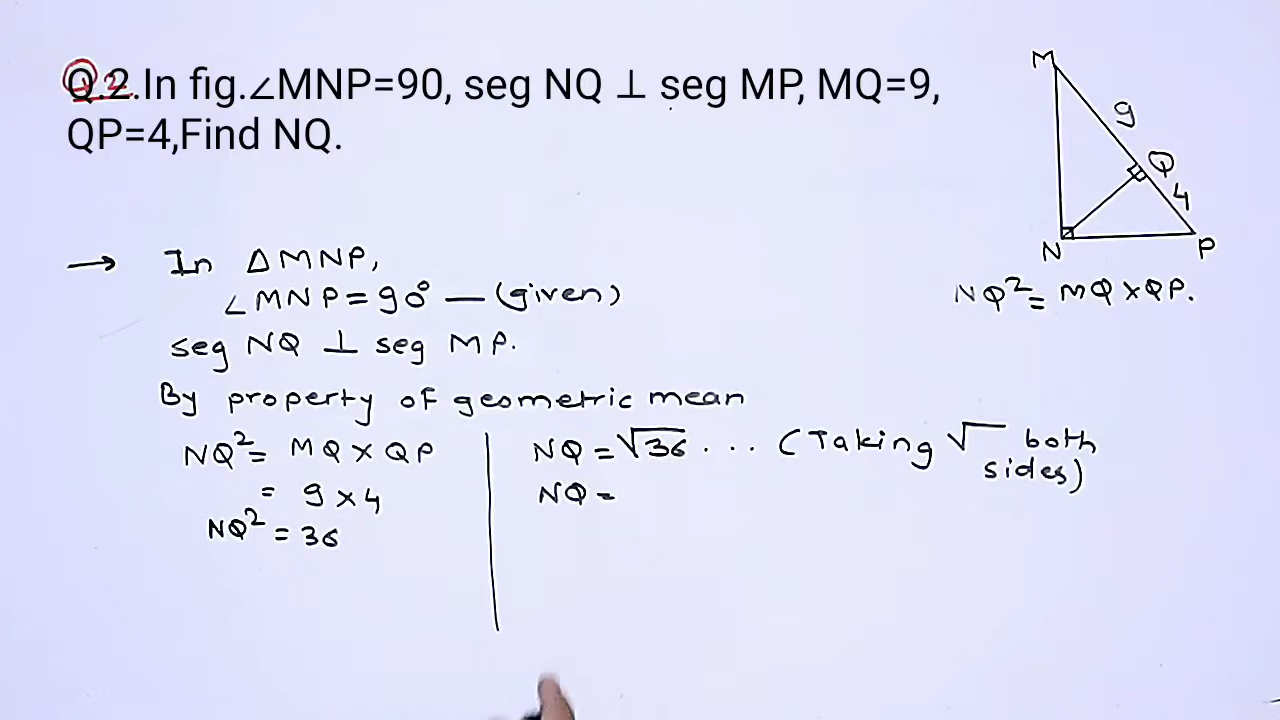 Q.2.In fig.∠MNP=90, seg NQ ⊥ seg MP, MQ=9,
QP=4,Find NQ.
M
9
Q
4
N
P
NQ² = MQ × QP.
→ In △MNP,
∠MNP = 90° — (given)
seg NQ ⊥ seg MP.
By property of geometric mean
NQ² = MQ × QP
= 9 × 4
NQ² = 36
NQ = √36 ... (Taking √ both
sides)
NQ =